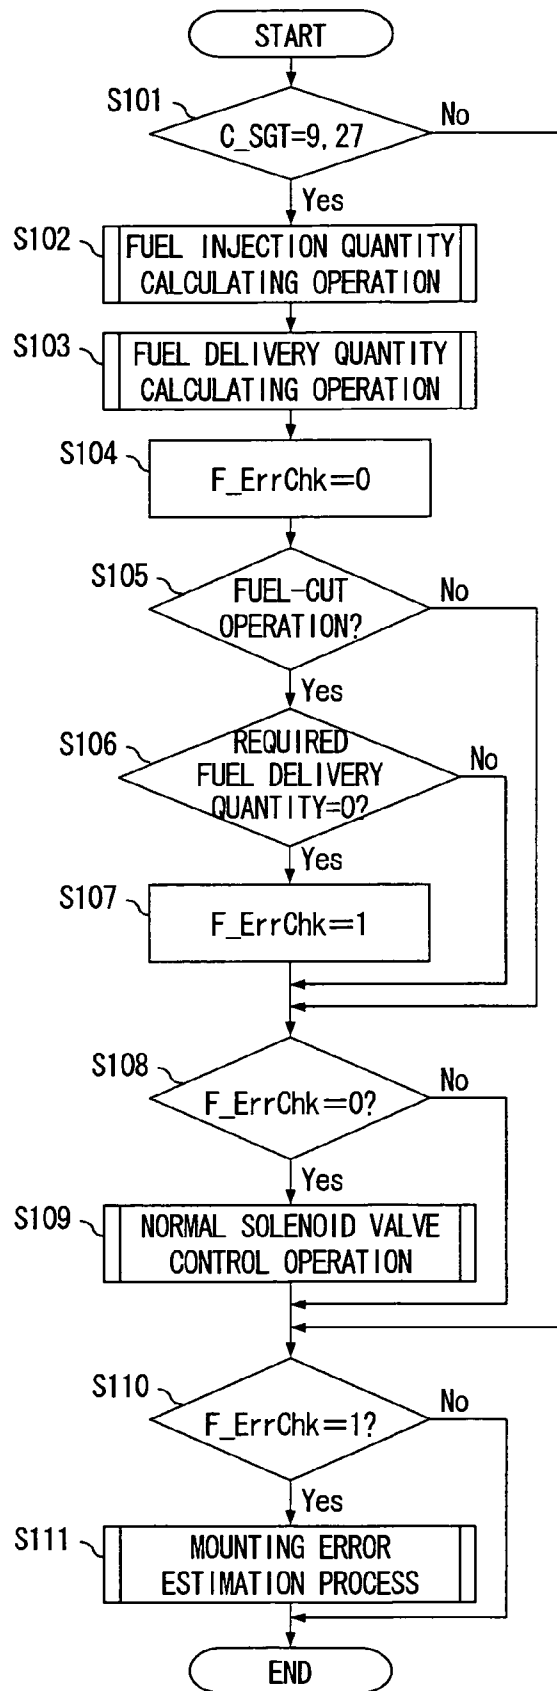 START
S101
C_SGT=9, 27
No
Yes
S102
FUEL INJECTION QUANTITY
CALCULATING OPERATION
S103
FUEL DELIVERY QUANTITY
CALCULATING OPERATION
S104
F_ErrChk=0
S105
FUEL-CUT
OPERATION?
No
Yes
S106
REQUIRED
FUEL DELIVERY
QUANTITY=0?
No
Yes
S107
F_ErrChk=1
S108
F_ErrChk=0?
No
Yes
S109
NORMAL SOLENOID VALVE
CONTROL OPERATION
S110
F_ErrChk=1?
No
Yes
S111
MOUNTING ERROR
ESTIMATION PROCESS
END